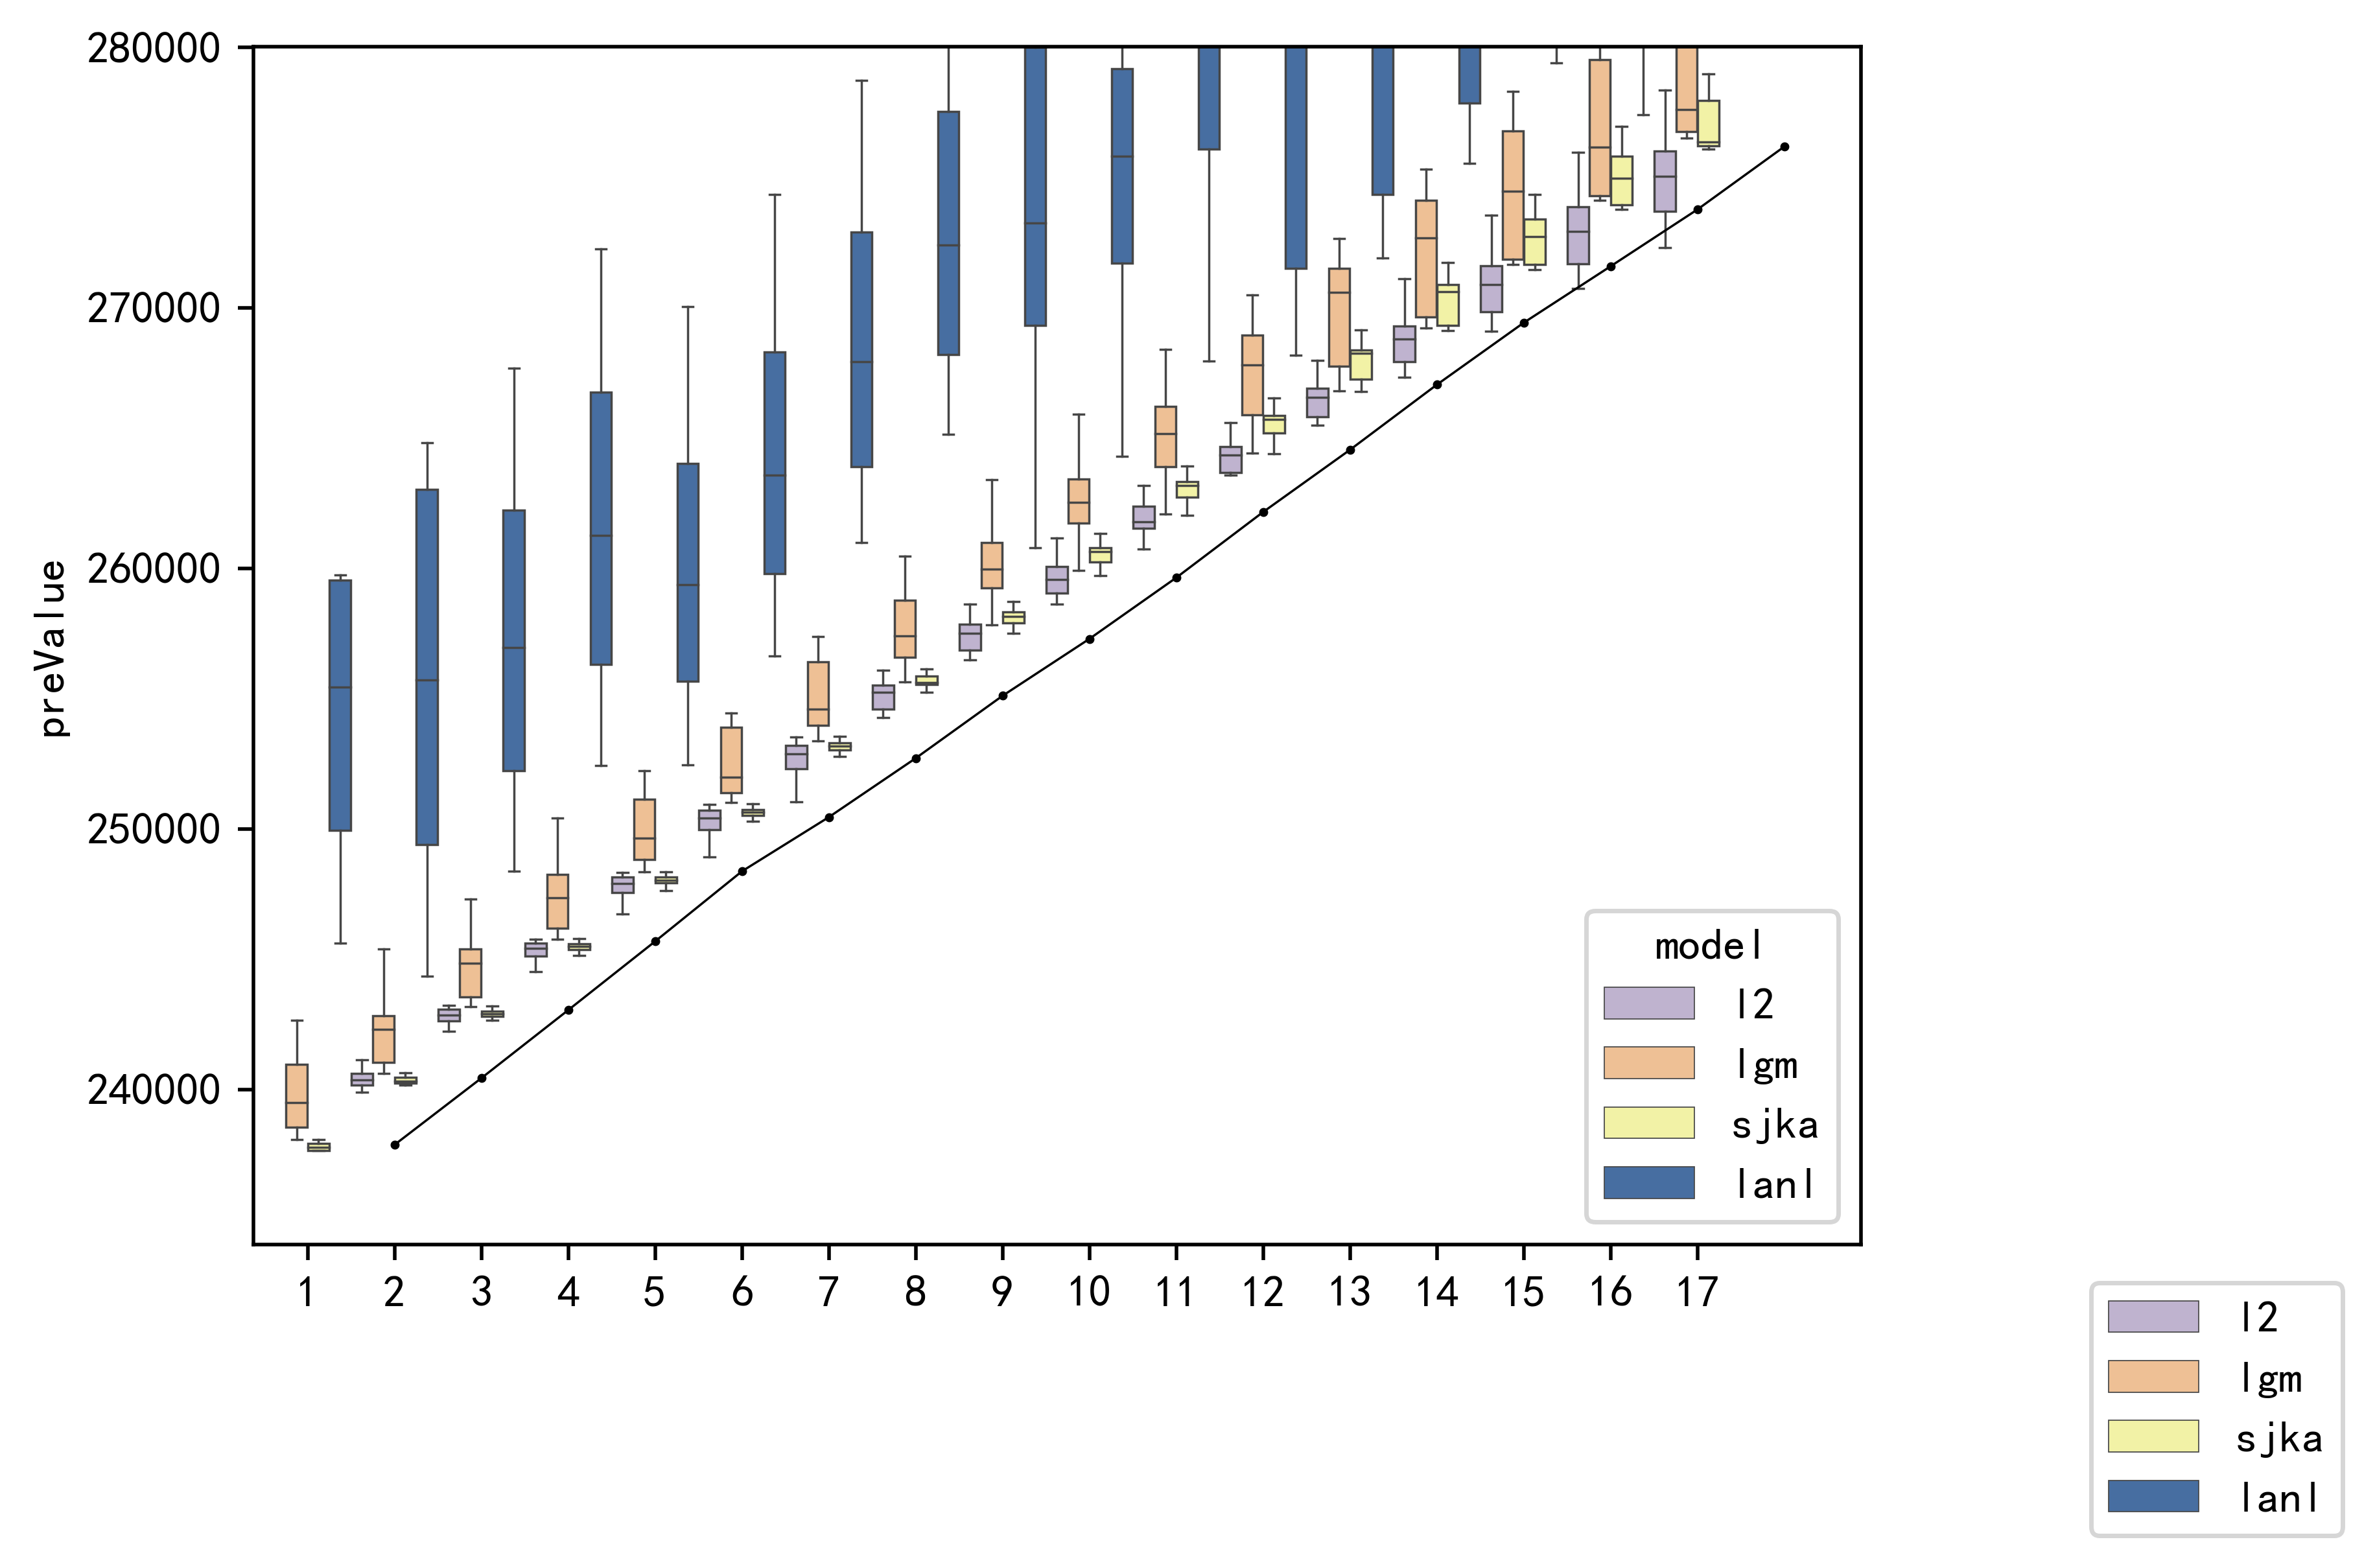 280000
270000
260000
250000
240000
preValue
1 2 3 4 5 6 7 8 9 10 11 12 13 14 15 16 17
model
l2
lgm
sjka
lanl
l2
lgm
sjka
lanl